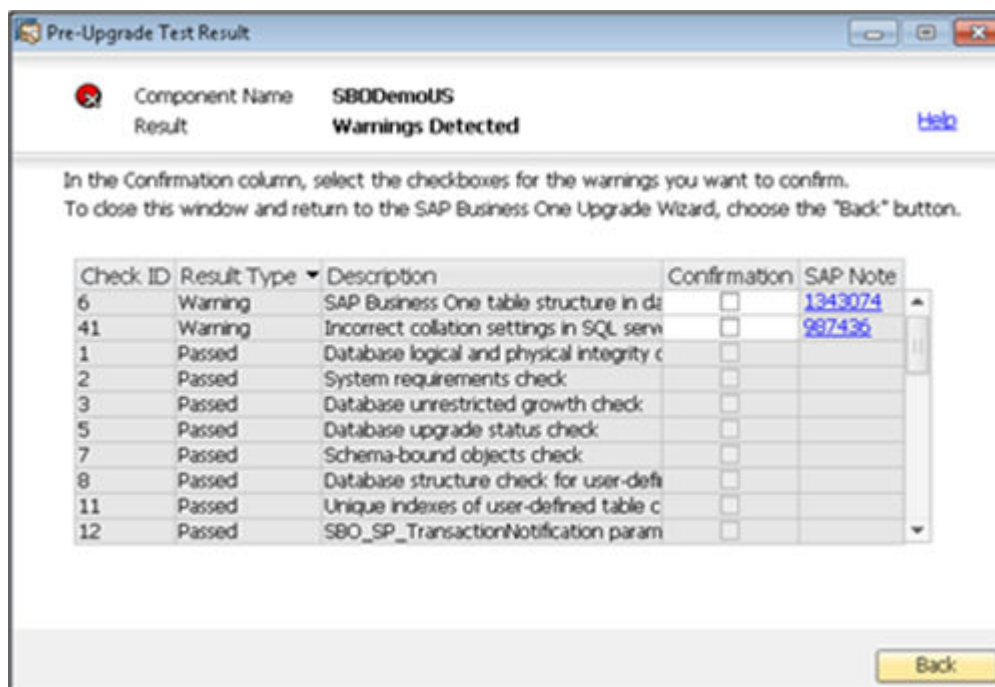 Pre-Upgrade Test Result
Component Name SBODemoUS
Result Warnings Detected
Help
In the Confirmation column, select the checkboxes for the warnings you want to confirm.
To close this window and return to the SAP Business One Upgrade Wizard, choose the "Back" button.
Check ID Result Type Description Confirmation SAP Note
6 Warning SAP Business One table structure in da 1343074
41 Warning Incorrect collation settings in SQL serv 987436
1 Passed Database logical and physical integrity c
2 Passed System requirements check
3 Passed Database unrestricted growth check
5 Passed Database upgrade status check
7 Passed Schema-bound objects check
8 Passed Database structure check for user-defi
11 Passed Unique indexes of user-defined table c
12 Passed SBO_SP_TransactionNotification param
Back